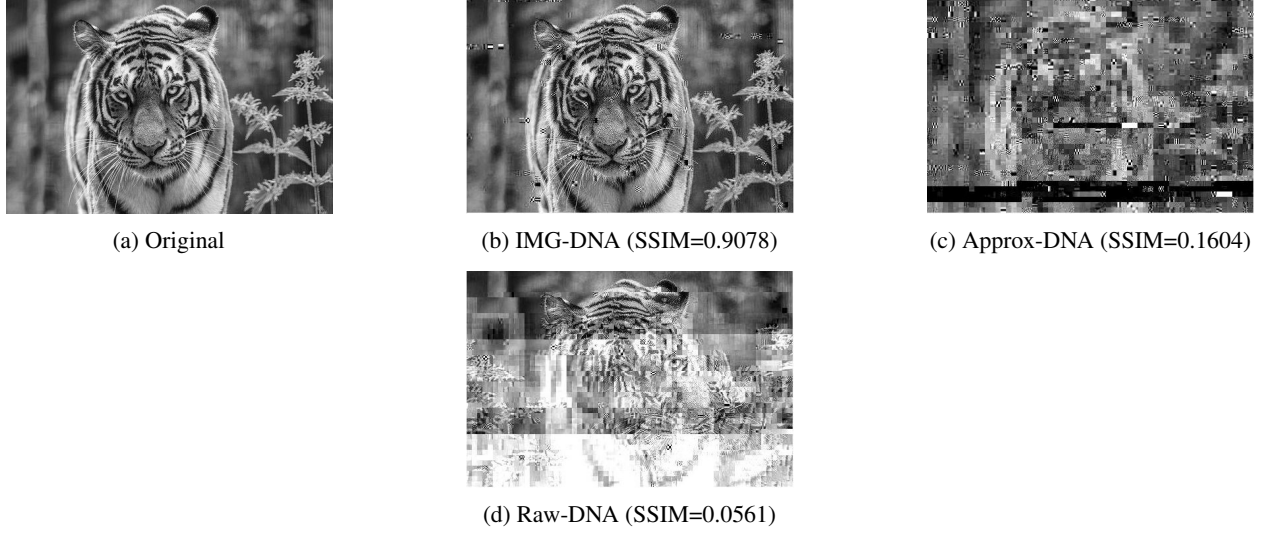 (a) Original
(b) IMG-DNA (SSIM=0.9078)
(c) Approx-DNA (SSIM=0.1604)
(d) Raw-DNA (SSIM=0.0561)